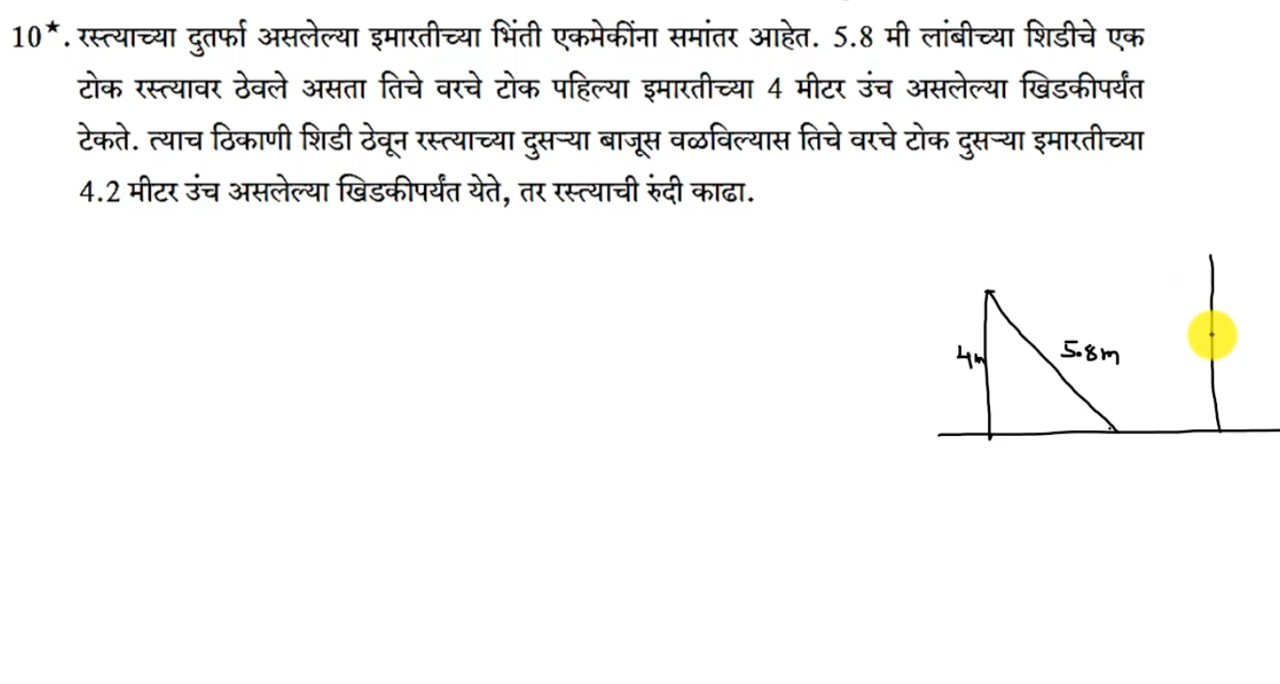 10★. रस्त्याच्या दुतर्फा असलेल्या इमारतीच्या भिंती एकमेकींना समांतर आहेत. 5.8 मी लांबीच्या शिडीचे एक
टोक रस्त्यावर ठेवले असता तिचे वरचे टोक पहिल्या इमारतीच्या 4 मीटर उंच असलेल्या खिडकीपर्यंत
टेकते. त्याच ठिकाणी शिडी ठेवून रस्त्याच्या दुसऱ्या बाजूस वळविल्यास तिचे वरचे टोक दुसऱ्या इमारतीच्या
4.2 मीटर उंच असलेल्या खिडकीपर्यंत येते, तर रस्त्याची रुंदी काढा.
4m
5.8m